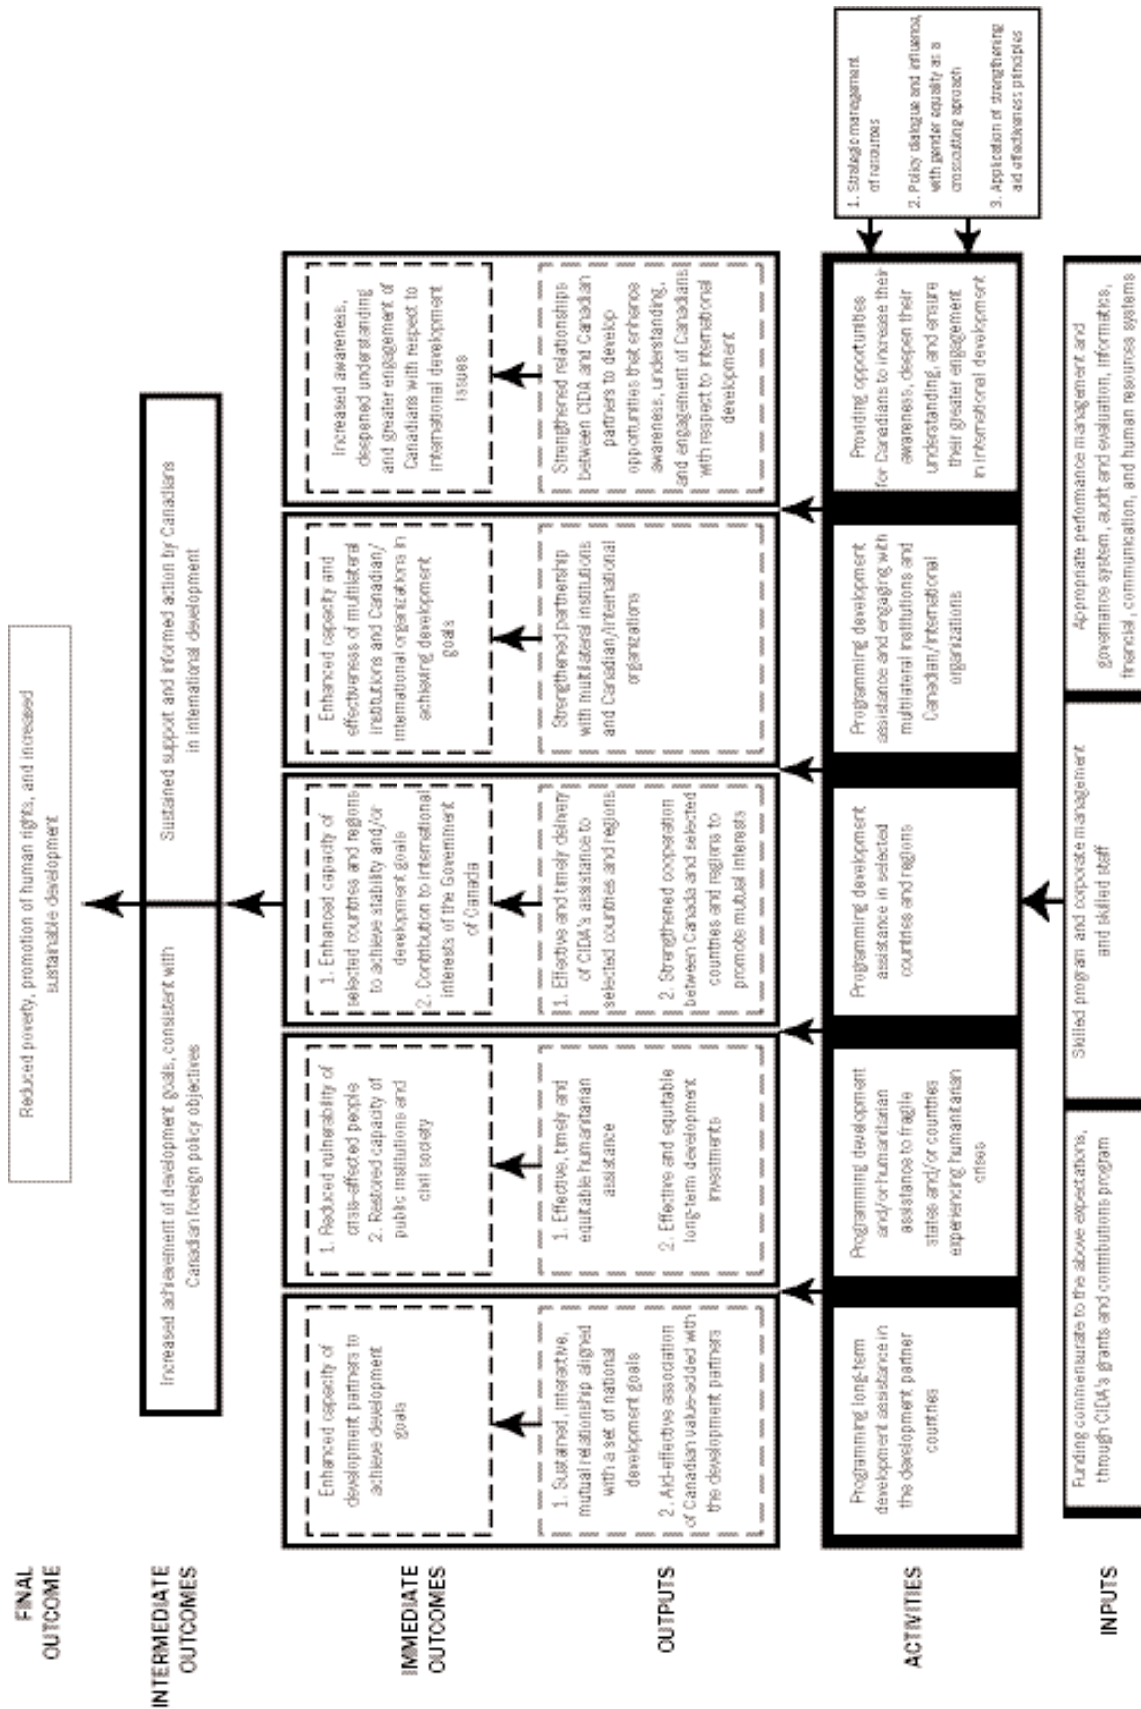 FINAL
OUTCOME
Reduced poverty, promotion of human rights, and increased
sustainable development
INTERMEDIATE
OUTCOMES
Increased achievement of development goals, consistent with
Canadian foreign policy objectives
Sustained support and informed action by Canadians
in international development
IMMEDIATE
OUTCOMES
Enhanced capacity of
development partners to
achieve development
goals
1. Reduced vulnerability of
crisis-affected people
2. Restored capacity of
public institutions and
civil society
1. Enhanced capacity of
selected countries and regions
to achieve stability and/or
development goals
2. Contribution to international
interests of the Government
of Canada
Enhanced capacity and
effectiveness of multilateral
institutions and Canadian/
international organizations in
achieving development
goals
Increased awareness,
deepened understanding
and greater engagement of
Canadians with respect to
international development
issues
OUTPUTS
1. Sustained, interactive,
mutual relationship aligned
with a set of national
development goals
2. Aid-effective association
of Canadian value-added with
the development partners
1. Effective, timely and
equitable humanitarian
assistance
2. Effective and equitable
long-term development
investments
1. Effective and timely delivery
of CIDA's assistance to
selected countries and regions
2. Strengthened cooperation
between Canada and selected
countries and regions to
promote mutual interests
Strengthened partnership
with multilateral institutions
and Canadian/international
organizations
Strengthened relationships
between CIDA and Canadian
partners to develop
opportunities that enhance
awareness, understanding,
and engagement of Canadians
with respect to international
development
ACTIVITIES
Programming long-term
development assistance in
the development partner
countries
Programming development
and/or humanitarian
assistance to fragile
states and/or countries
experiencing humanitarian
crises
Programming development
assistance in selected
countries and regions
Programming development
assistance and engaging with
multilateral institutions and
Canadian/international
organizations
Providing opportunities
for Canadians to increase their
awareness, deepen their
understanding, and ensure
their greater engagement
in international development
1. Strategic management
of resources
2. Policy dialogue and influence,
with gender equality as a
crosscutting aproach
3. Application of strengthening
aid effectiveness principles
INPUTS
Funding commensurate to the above expectations,
through CIDA's grants and contributions program
Skilled program and corporate management
and skilled staff
Appropriate performance management and
governance system, audit and evaluation, informatics,
financial, communication, and human resources systems